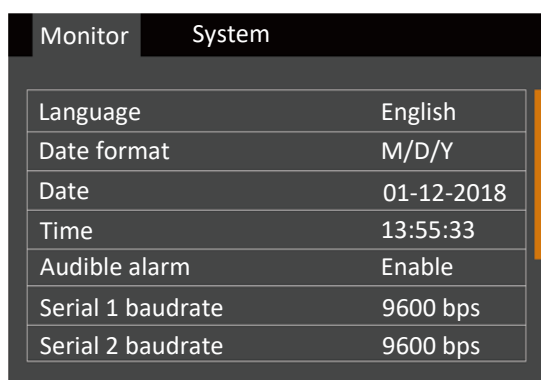 Monitor System
Language English
Date format M/D/Y
Date 01-12-2018
Time 13:55:33
Audible alarm Enable
Serial 1 baudrate 9600 bps
Serial 2 baudrate 9600 bps